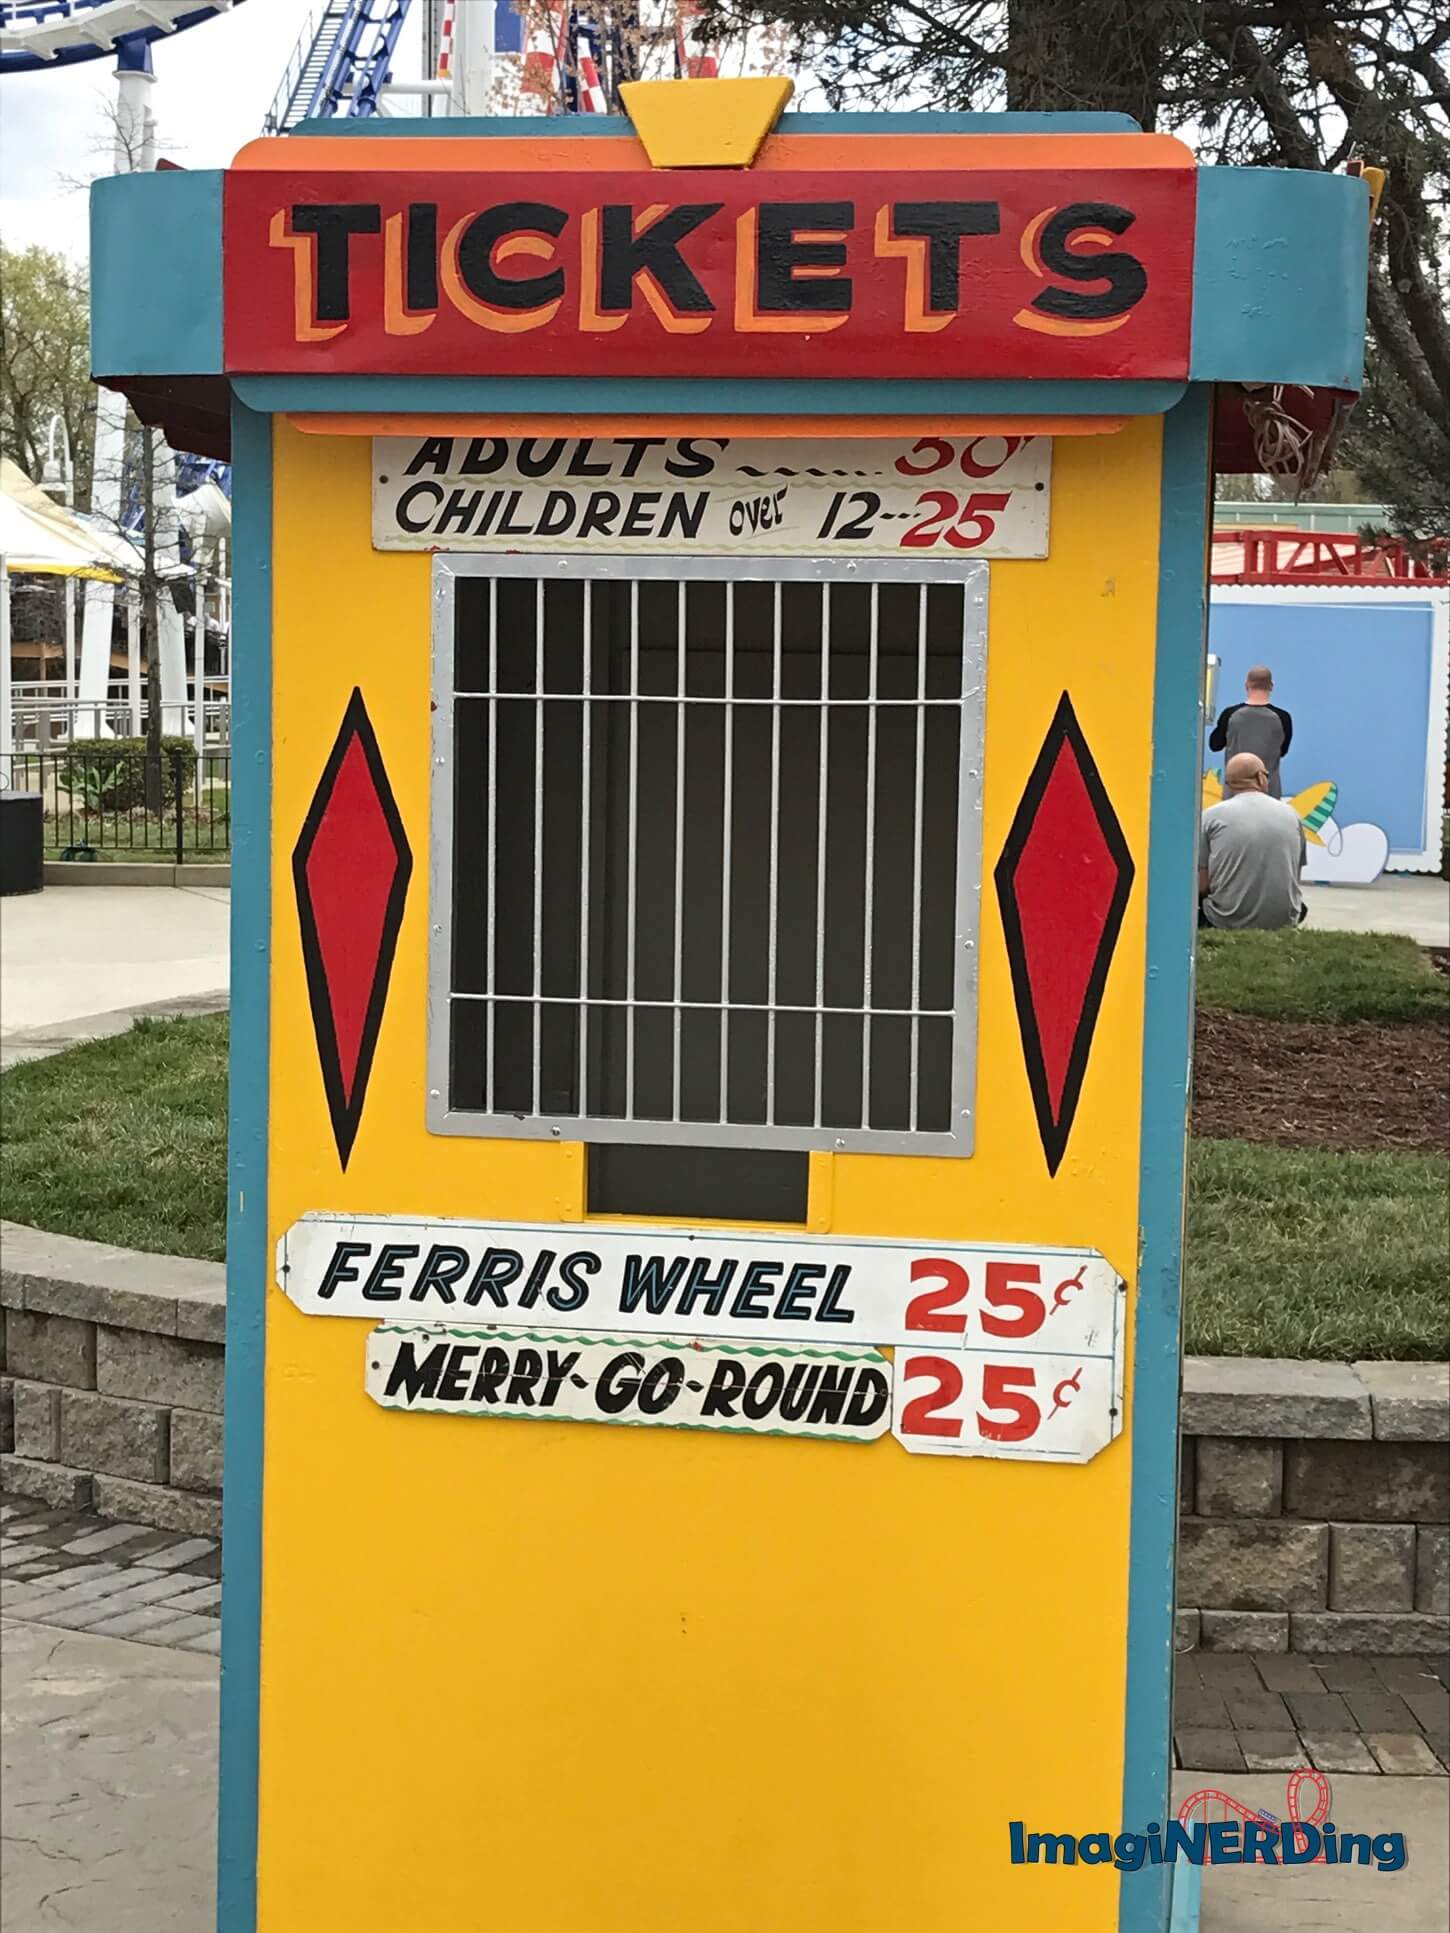 TICKETS
ADULTS ........ 50¢
CHILDREN over 12---25
FERRIS WHEEL 25¢
MERRY-GO-ROUND 25¢
ImagiNERDing